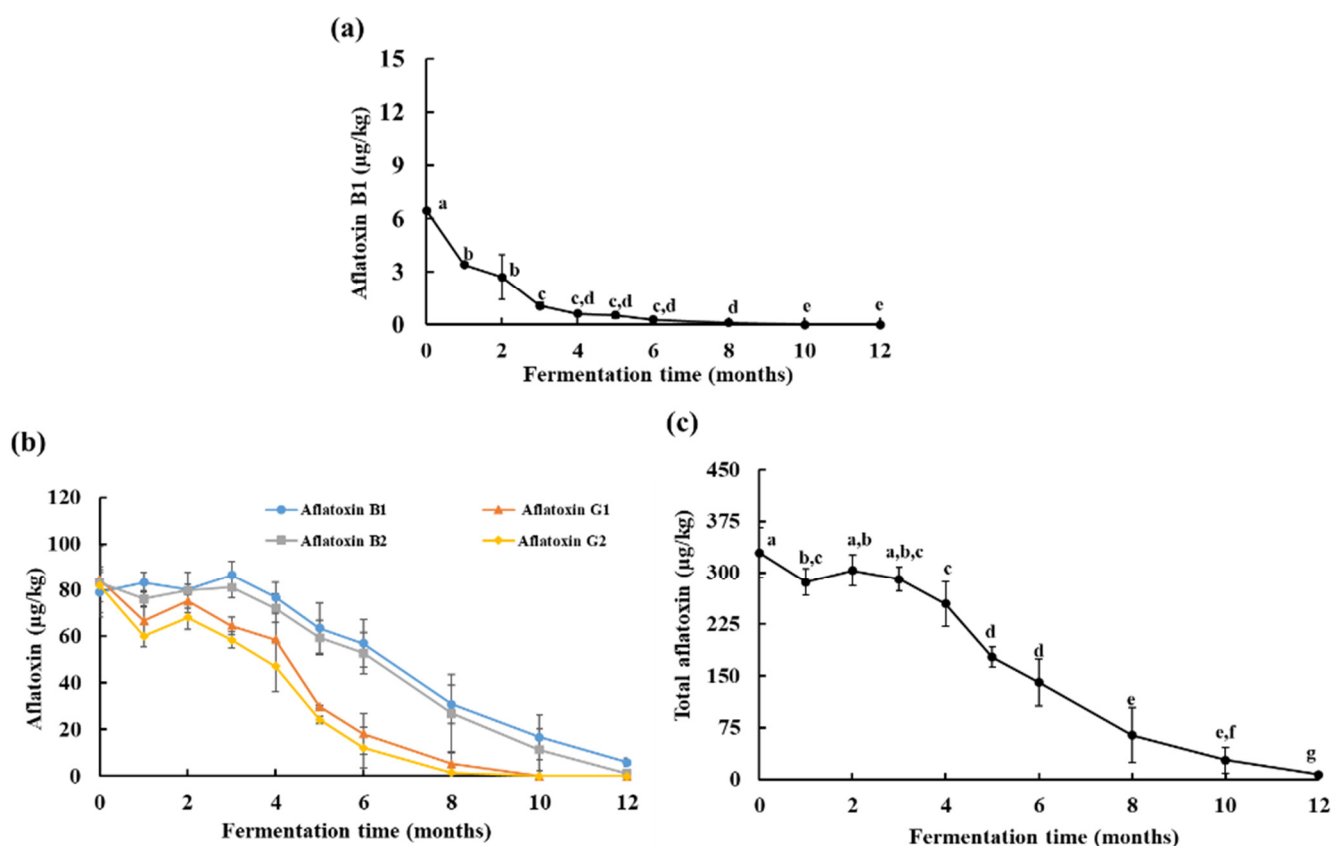 (a)
Aflatoxin B1 (µg/kg)
15
12
9
6
3
0
a
b
b
c
c,d
c,d
c,d
d
e
e
0 2 4 6 8 10 12
Fermentation time (months)
(b)
Aflatoxin (µg/kg)
120
100
80
60
40
20
0
Aflatoxin B1
Aflatoxin G1
Aflatoxin B2
Aflatoxin G2
0 2 4 6 8 10 12
Fermentation time (months)
(c)
Total aflatoxin (µg/kg)
450
375
300
225
150
75
0
a
b,c
a,b
a,b,c
c
d
d
e
e,f
g
0 2 4 6 8 10 12
Fermentation time (months)